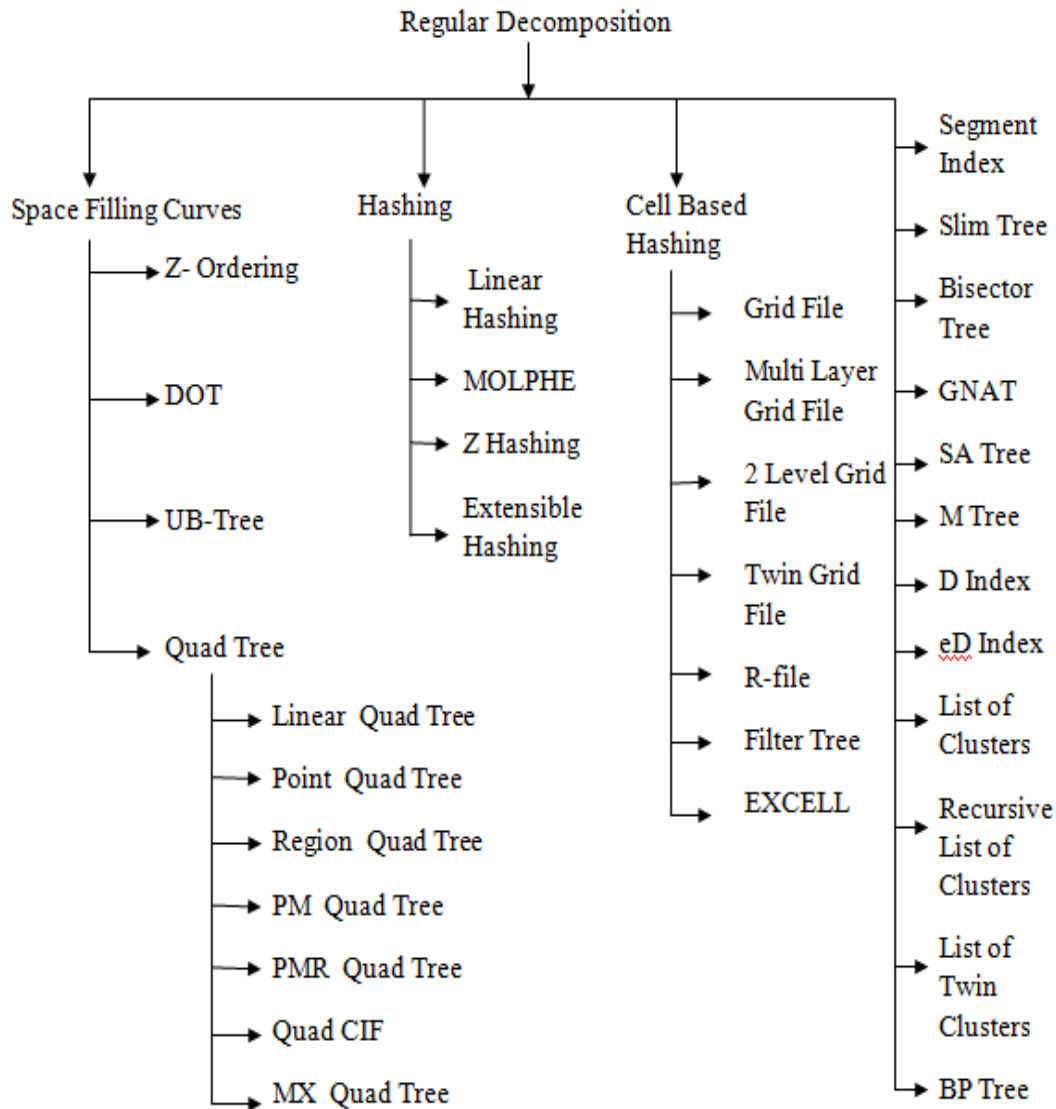 Regular Decomposition
Space Filling Curves
Z- Ordering
DOT
UB-Tree
Quad Tree
Linear Quad Tree
Point Quad Tree
Region Quad Tree
PM Quad Tree
PMR Quad Tree
Quad CIF
MX Quad Tree
Hashing
Linear
Hashing
MOLPHE
Z Hashing
Extensible
Hashing
Cell Based
Hashing
Grid File
Multi Layer
Grid File
2 Level Grid
File
Twin Grid
File
R-file
Filter Tree
EXCELL
Segment
Index
Slim Tree
Bisector
Tree
GNAT
SA Tree
M Tree
D Index
eD Index
List of
Clusters
Recursive
List of
Clusters
List of
Twin
Clusters
BP Tree